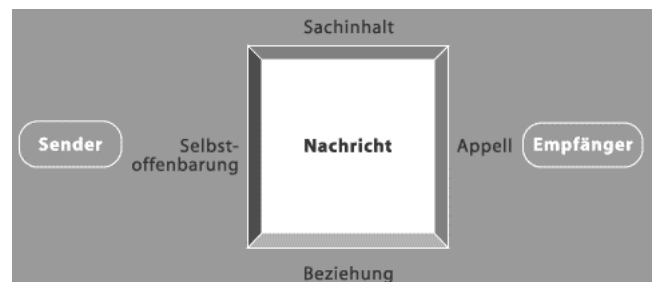 Sachinhalt
Sender
Selbst-
offenbarung
Nachricht
Appell
Empfänger
Beziehung